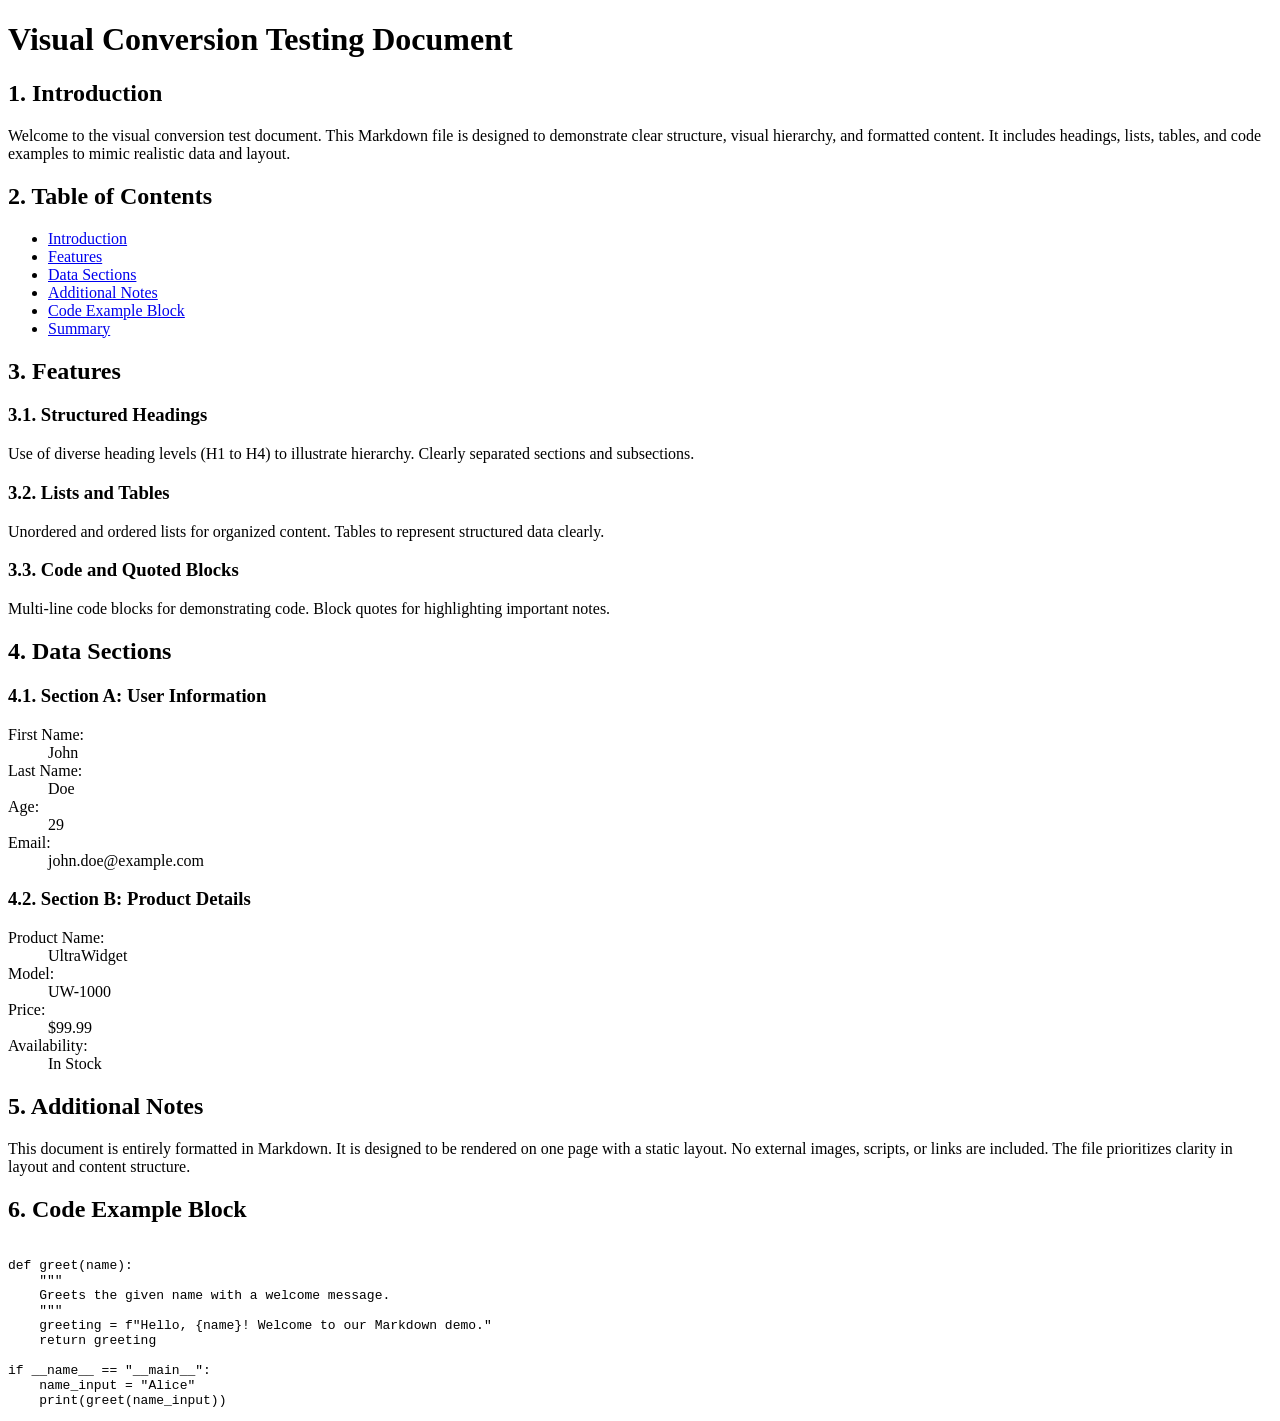 Visual Conversion Testing Document
1. Introduction
Welcome to the visual conversion test document. This Markdown file is designed to demonstrate clear structure, visual hierarchy, and formatted content. It includes headings, lists, tables, and code
examples to mimic realistic data and layout.
2. Table of Contents
Introduction
Features
Data Sections
Additional Notes
Code Example Block
Summary
3. Features
3.1. Structured Headings
Use of diverse heading levels (H1 to H4) to illustrate hierarchy. Clearly separated sections and subsections.
3.2. Lists and Tables
Unordered and ordered lists for organized content. Tables to represent structured data clearly.
3.3. Code and Quoted Blocks
Multi-line code blocks for demonstrating code. Block quotes for highlighting important notes.
4. Data Sections
4.1. Section A: User Information
First Name:
John
Last Name:
Doe
Age:
29
Email:
john.doe@example.com
4.2. Section B: Product Details
Product Name:
UltraWidget
Model:
UW-1000
Price:
$99.99
Availability:
In Stock
5. Additional Notes
This document is entirely formatted in Markdown. It is designed to be rendered on one page with a static layout. No external images, scripts, or links are included. The file prioritizes clarity in
layout and content structure.
6. Code Example Block
def greet(name):
    """
    Greets the given name with a welcome message.
    """
    greeting = f"Hello, {name}! Welcome to our Markdown demo."
    return greeting
if __name__ == "__main__":
    name_input = "Alice"
    print(greet(name_input))